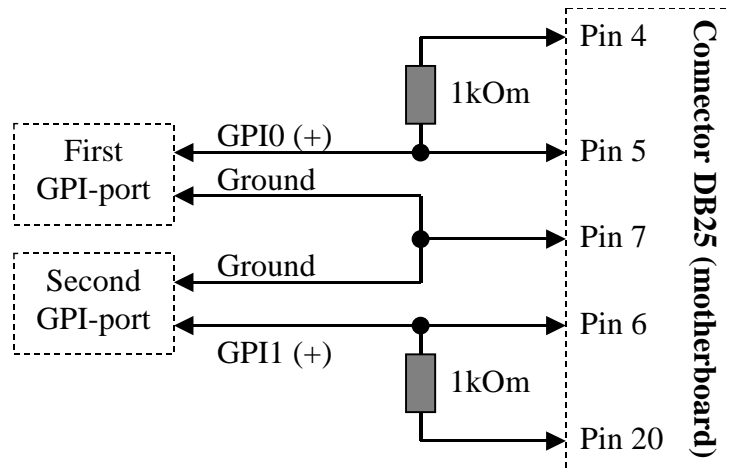 Pin 4
1kOm
GPI0 (+)
Pin 5
First
GPI-port
Ground
Pin 7
Second
GPI-port
Ground
Pin 6
GPI1 (+)
1kOm
Pin 20
Connector DB25 (motherboard)